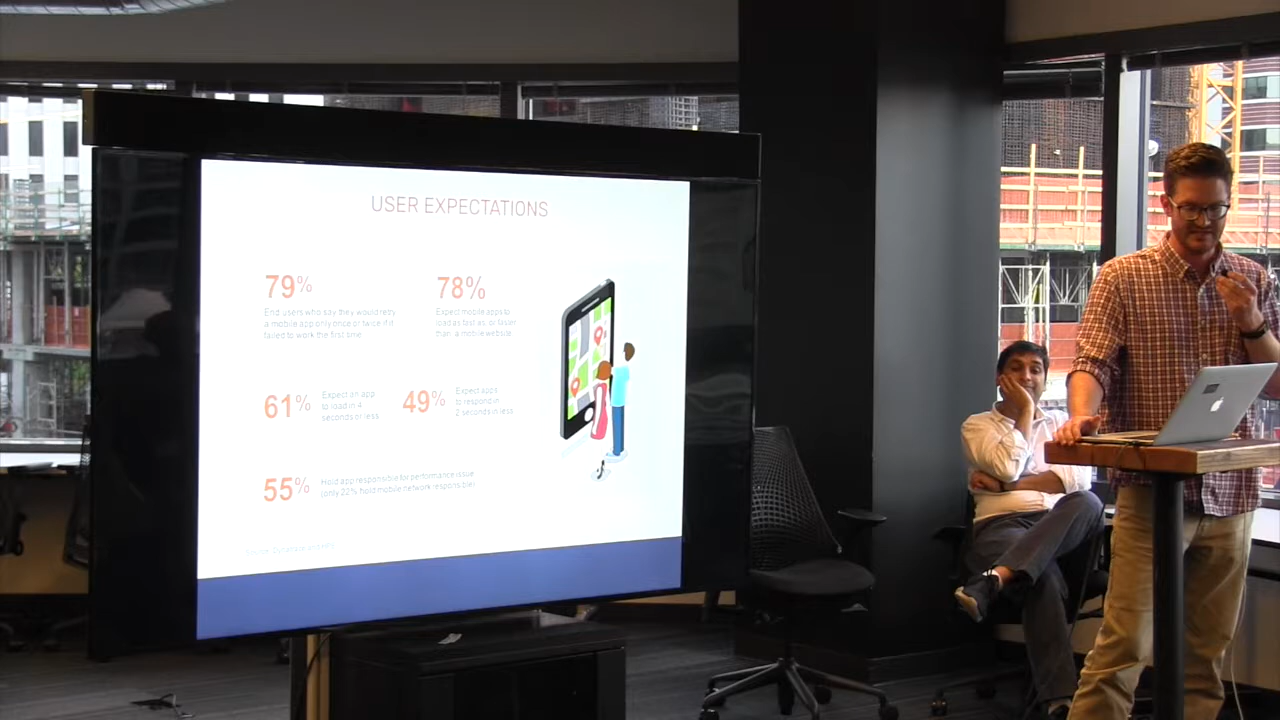 USER EXPECTATIONS
79%
End users who say they would retry
a mobile app only once or twice if it
failed to work the first time.
78%
Expect mobile apps to
load as fast as, or faster
than, a mobile website
61%
Expect an app
to load in 4
seconds or less
49%
Expect apps
to respond in
2 seconds in less
55%
Hold app responsible for performance issue
(only 22% hold mobile network responsible)